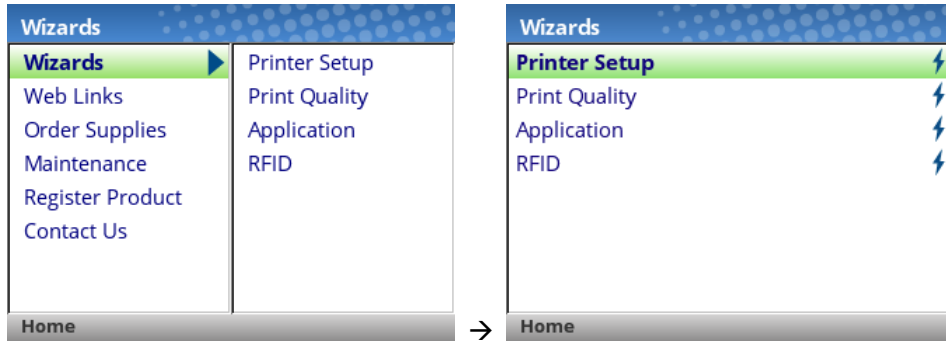 Wizards
Wizards
Web Links
Order Supplies
Maintenance
Register Product
Contact Us
Printer Setup
Print Quality
Application
RFID
Home
→
Wizards
Printer Setup
Print Quality
Application
RFID
Home